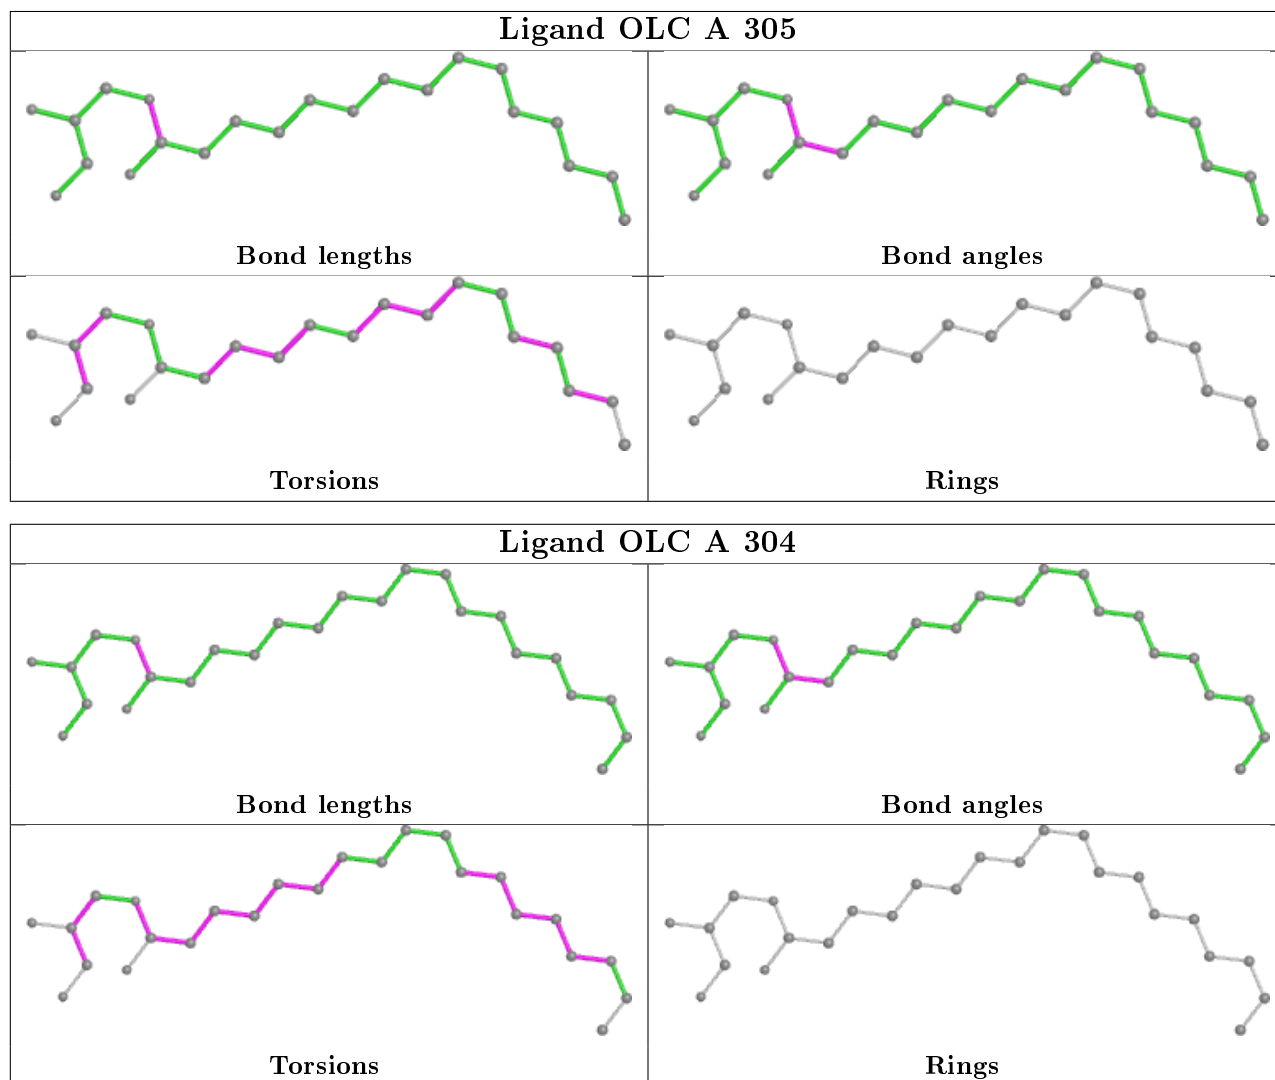 Ligand OLC A 305
Bond lengths
Bond angles
Torsions
Rings
Ligand OLC A 304
Bond lengths
Bond angles
Torsions
Rings